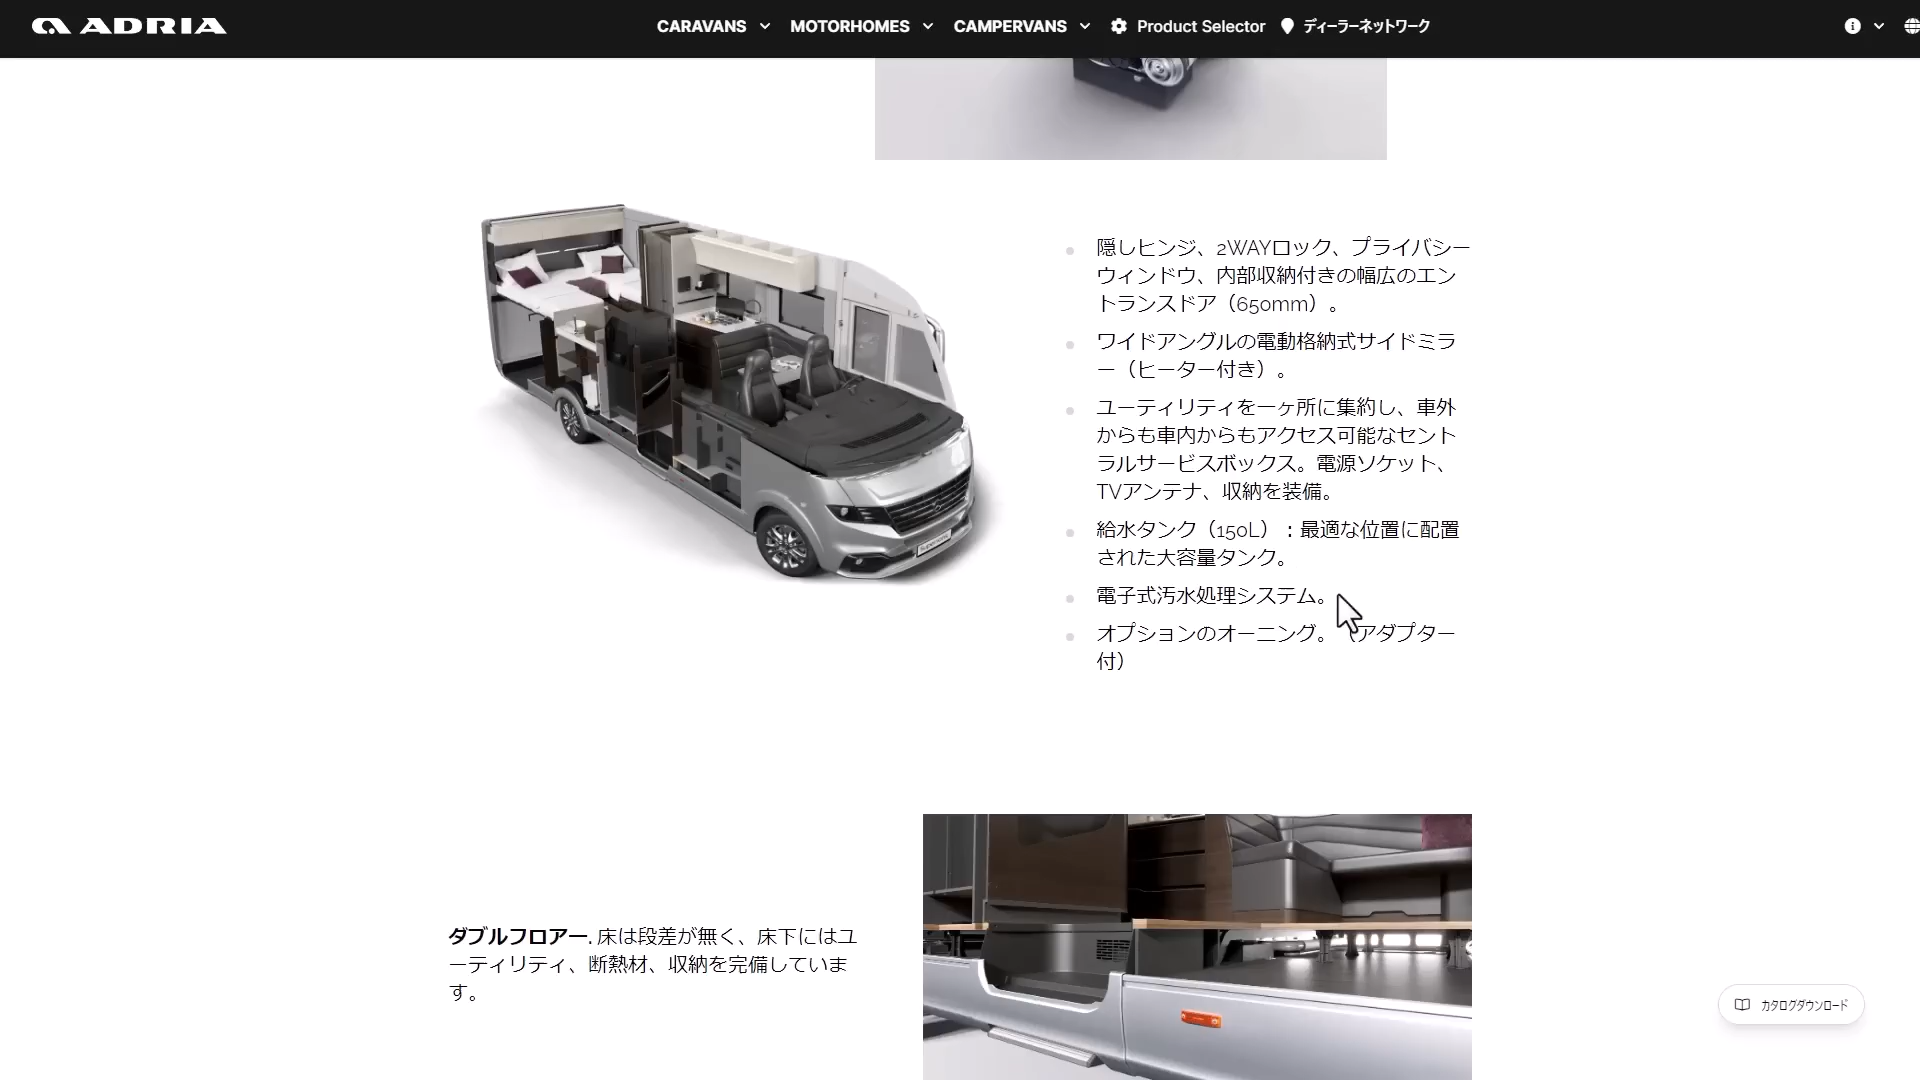 ADRIA
CARAVANS
MOTORHOMES
CAMPERVANS
Product Selector
ディーラーネットワーク
隠しヒンジ、2WAYロック、プライバシー
ウィンドウ、内部収納付きの幅広のエン
トランスドア（650mm）。
ワイドアングルの電動格納式サイドミラ
ー（ヒーター付き）。
ユーティリティを一ヶ所に集約し、車外
からも車内からもアクセス可能なセント
ラルサービスボックス。電源ソケット、
TVアンテナ、収納を装備。
給水タンク（150L）：最適な位置に配置
された大容量タンク。
電子式汚水処理システム。
オプションのオーニング。（アダプター
付）
ダブルフロアー. 床は段差が無く、床下にはユ
ーティリティ、断熱材、収納を完備していま
す。
カタログダウンロード